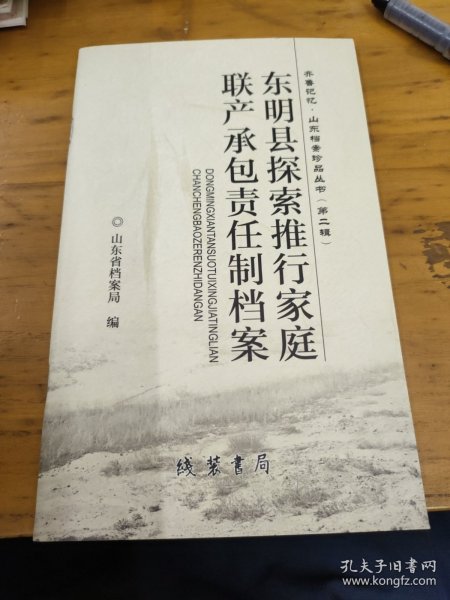 齐鲁记忆·山东档案珍品丛书（第二辑）
东明县探索推行家庭
联产承包责任制档案
DONGMINGXIANTANSUOTUIXINGJIATINGLIAN
CHANCHENGBAOZERENZHIDANGAN
◎山东省档案局 编
线装书局
孔夫子旧书网
www.kongfz.com